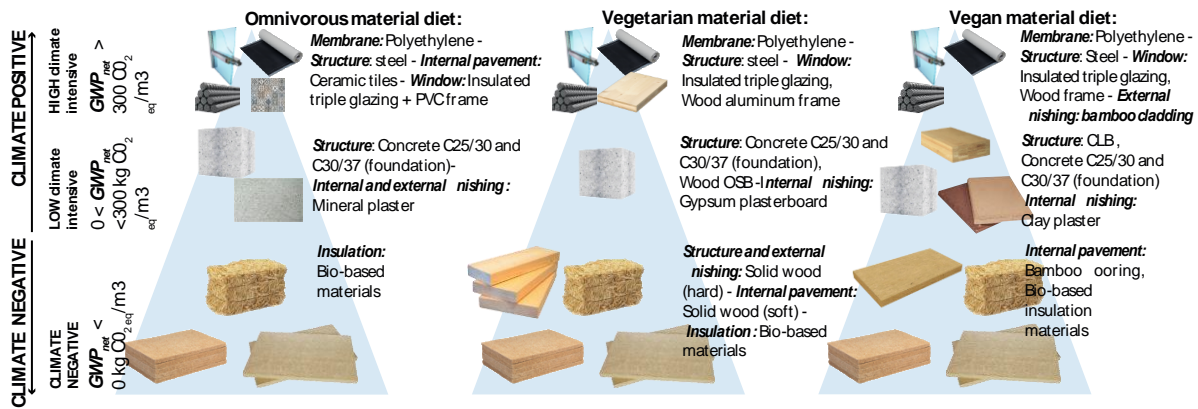 Omnivorous material diet:
Membrane: Polyethylene -
Structure: steel - Internal pavement:
Ceramic tiles - Window: Insulated
triple glazing + PVC frame
Structure: Concrete C25/30 and
C30/37 (foundation)-
Internal and external nishing :
Mineral plaster
Insulation:
Bio-based
materials
Vegetarian material diet:
Membrane: Polyethylene -
Structure: steel - Window:
Insulated triple glazing,
Wood aluminum frame
Structure: Concrete C25/30 and
C30/37 (foundation),
Wood OSB-Internal nishing:
Gypsum plasterboard
Structure and external
nishing: Solid wood
(hard) - Internal pavement:
Solid wood (soft) -
Insulation : Bio-based
materials
Vegan material diet:
Membrane: Polyethylene -
Structure: steel - Window:
Insulated triple glazing,
Wood frame - External
nishing: bamboo cladding
Structure: CLB,
Concrete C25/30 and
C30/37 (foundation)
Internal nishing:
Clay plaster
Internal pavement:
Bamboo ooring,
Bio-based
insulation
materials
CLIMATE POSITIVE
HIGH climate
intensive
GWPnet >
300 CO2
eq/m3
LOW climate
intensive
0 < GWPnet
<300 kg CO2
eq/m3
CLIMATE NEGATIVE
CLIMATE
NEGATIVE
GWPnet <
0 kg CO2 eq/m3